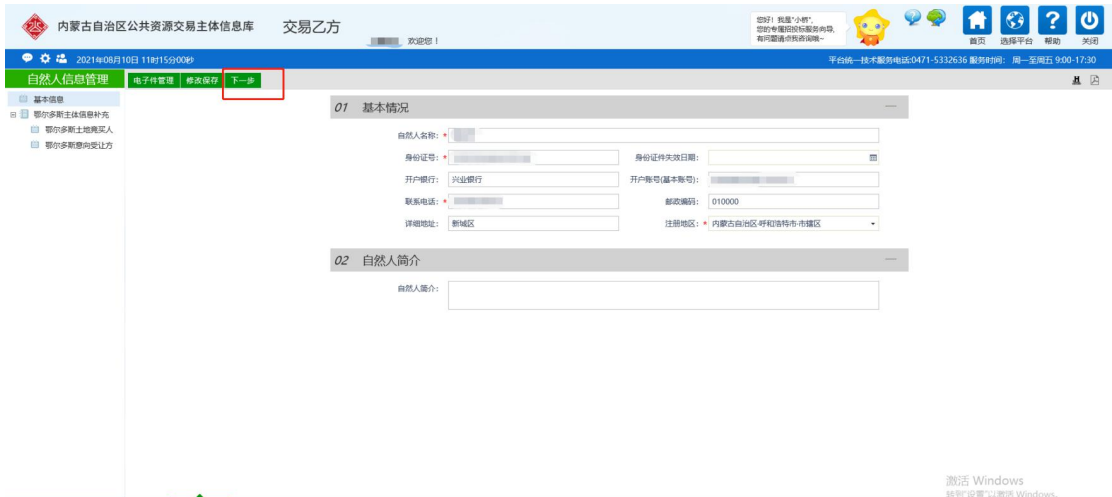 内蒙古自治区公共资源交易主体信息库
交易乙方
欢迎您！
您好！我是"小桥"，
您的专属招投标服务向导，
有问题请点我咨询哦~
首页 选择平台 帮助 关闭
2021年08月10日 11时15分00秒
平台统一技术服务电话:0471-5332636 服务时间： 周一至周五 9:00-17:30
自然人信息管理
电子件管理 修改保存 下一步
基本信息
鄂尔多斯主体信息补充
鄂尔多斯土地竞买人
鄂尔多斯意向受让方
01 基本情况
自然人名称: *
身份证号: * 身份证件失效日期:
开户银行: 兴业银行 开户账号(基本账号):
联系电话: * 邮政编码: 010000
详细地址: 新城区 注册地区: * 内蒙古自治区·呼和浩特市·市辖区
02 自然人简介
自然人简介:
激活 Windows
转到"设置"以激活 Windows。